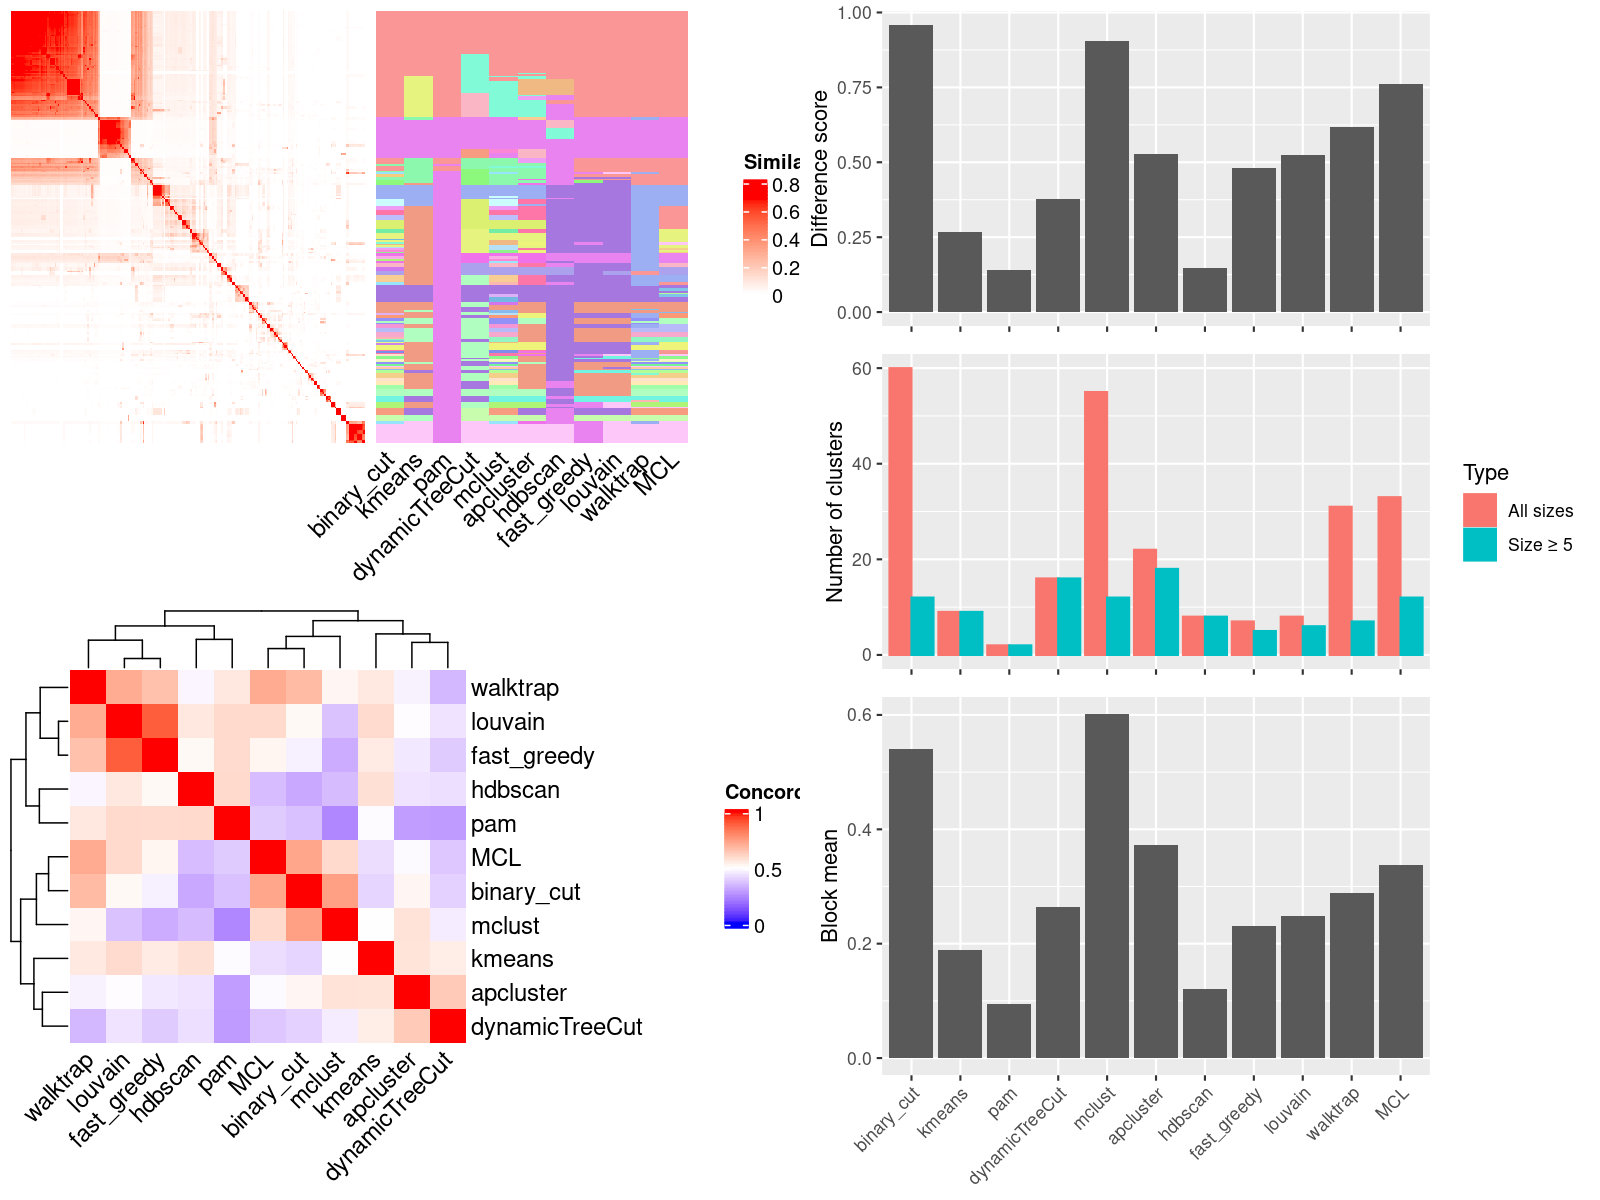 Simila
0.8
0.6
0.4
0.2
0
binary_cut
kmeans
pam
dynamicTreeCut
mclust
apcluster
hdbscan
fast_greedy
louvain
walktrap
MCL
Difference score
1.00
0.75
0.50
0.25
0.00
Number of clusters
60
40
20
0
Type
All sizes
Size ≥ 5
walktrap
louvain
fast_greedy
hdbscan
pam
MCL
binary_cut
mclust
kmeans
apcluster
dynamicTreeCut
walktrap
louvain
fast_greedy
hdbscan
pam
MCL
binary_cut
mclust
kmeans
apcluster
dynamicTreeCut
Concord
1
0.5
0
Block mean
0.6
0.4
0.2
0.0
binary_cut
kmeans
pam
dynamicTreeCut
mclust
apcluster
hdbscan
fast_greedy
louvain
walktrap
MCL